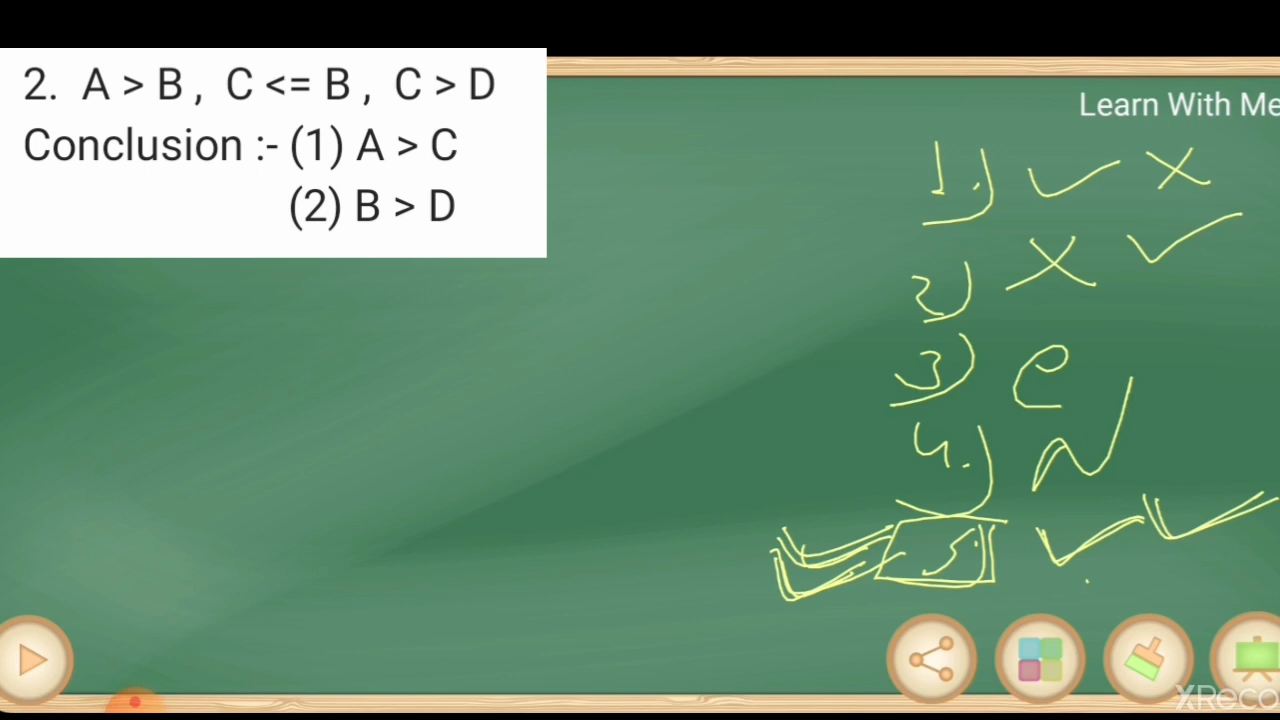 2. A > B , C <= B , C > D
Conclusion :- (1) A > C
(2) B > D
Learn With Me
1.) ✓ ×
2) × ✓
3) e
4.) N
5.) ✓ ✓
XReco